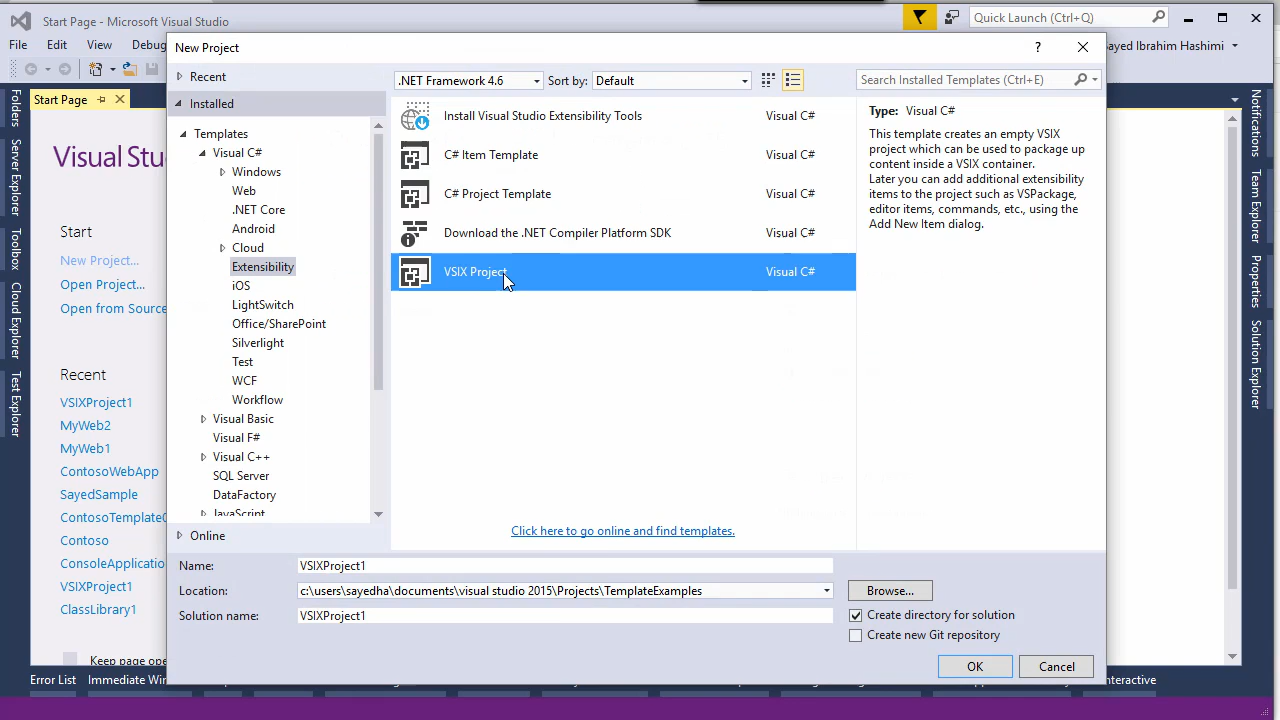 Start Page - Microsoft Visual Studio
Quick Launch (Ctrl+Q)
File Edit View Debu
Sayed Ibrahim Hashimi
New Project
Start Page
Folders
Server Explorer
Toolbox
Cloud Explorer
Test Explorer
Visual Stu
Start
New Project...
Open Project...
Open from Source
Recent
VSIXProject1
MyWeb2
MyWeb1
ContosoWebApp
SayedSample
ContosoTemplate
Contoso
ConsoleApplicatio
VSIXProject1
ClassLibrary1
Keep page ope
Recent
Installed
Templates
Visual C#
Windows
Web
.NET Core
Android
Cloud
Extensibility
iOS
LightSwitch
Office/SharePoint
Silverlight
Test
WCF
Workflow
Visual Basic
Visual F#
Visual C++
SQL Server
DataFactory
JavaScript
Online
.NET Framework 4.6
Sort by: Default
Search Installed Templates (Ctrl+E)
Install Visual Studio Extensibility Tools Visual C#
C# Item Template Visual C#
C# Project Template Visual C#
Download the .NET Compiler Platform SDK Visual C#
VSIX Project Visual C#
Click here to go online and find templates.
Type: Visual C#
This template creates an empty VSIX
project which can be used to package up
content inside a VSIX container.
Later you can add additional extensibility
items to the project such as VSPackage,
editor items, commands, etc., using the
Add New Item dialog.
Name: VSIXProject1
Location: c:\users\sayedha\documents\visual studio 2015\Projects\TemplateExamples
Browse...
Solution name: VSIXProject1
Create directory for solution
Create new Git repository
OK Cancel
Notifications
Team Explorer
Properties
Solution Explorer
Error List Immediate Win
nteractive